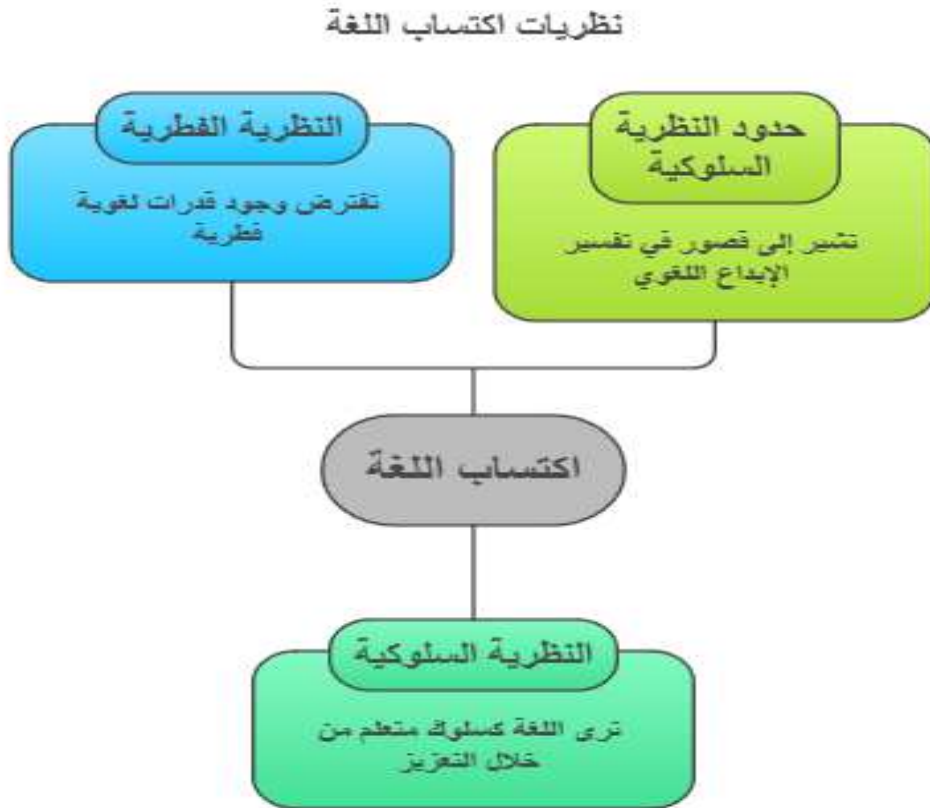 نظريات اكتساب اللغة
حدود النظرية
السلوكية
تشير إلى قصور في تفسير
الإبداع اللغوي
النظرية الفطرية
تفترض وجود قدرات لغوية
فطرية
اكتساب اللغة
النظرية السلوكية
ترى اللغة كسلوك متعلم من
خلال التعزيز